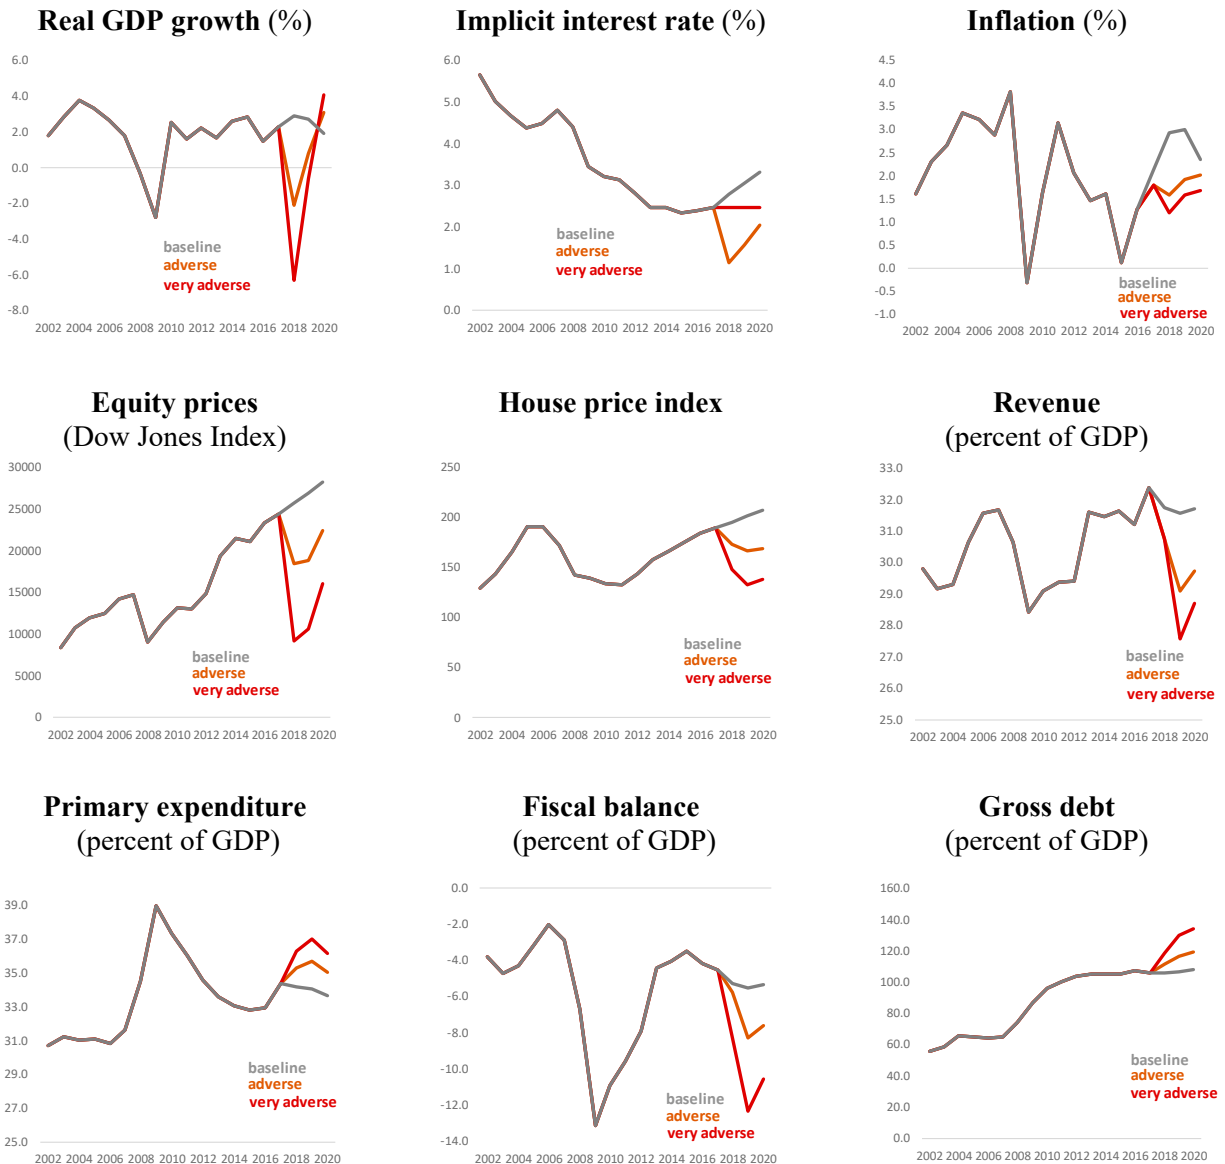 Real GDP growth (%)
6.0
4.0
2.0
0.0
-2.0
-4.0
-6.0
-8.0
baseline
adverse
very adverse
2002 2004 2006 2008 2010 2012 2014 2016 2018 2020
Implicit interest rate (%)
6.0
5.0
4.0
3.0
2.0
1.0
0.0
baseline
adverse
very adverse
2002 2004 2006 2008 2010 2012 2014 2016 2018 2020
Inflation (%)
4.5
4.0
3.5
3.0
2.5
2.0
1.5
1.0
0.5
0.0
-0.5
-1.0
baseline
adverse
very adverse
2002 2004 2006 2008 2010 2012 2014 2016 2018 2020
Equity prices
(Dow Jones Index)
30000
25000
20000
15000
10000
5000
0
baseline
adverse
very adverse
2002 2004 2006 2008 2010 2012 2014 2016 2018 2020
House price index
250
200
150
100
50
0
baseline
adverse
very adverse
2002 2004 2006 2008 2010 2012 2014 2016 2018 2020
Revenue
(percent of GDP)
33.0
32.0
31.0
30.0
29.0
28.0
27.0
26.0
25.0
baseline
adverse
very adverse
2002 2004 2006 2008 2010 2012 2014 2016 2018 2020
Primary expenditure
(percent of GDP)
39.0
37.0
35.0
33.0
31.0
29.0
27.0
25.0
baseline
adverse
very adverse
2002 2004 2006 2008 2010 2012 2014 2016 2018 2020
Fiscal balance
(percent of GDP)
0.0
-2.0
-4.0
-6.0
-8.0
-10.0
-12.0
-14.0
baseline
adverse
very adverse
2002 2004 2006 2008 2010 2012 2014 2016 2018 2020
Gross debt
(percent of GDP)
160.0
140.0
120.0
100.0
80.0
60.0
40.0
20.0
0.0
baseline
adverse
very adverse
2002 2004 2006 2008 2010 2012 2014 2016 2018 2020